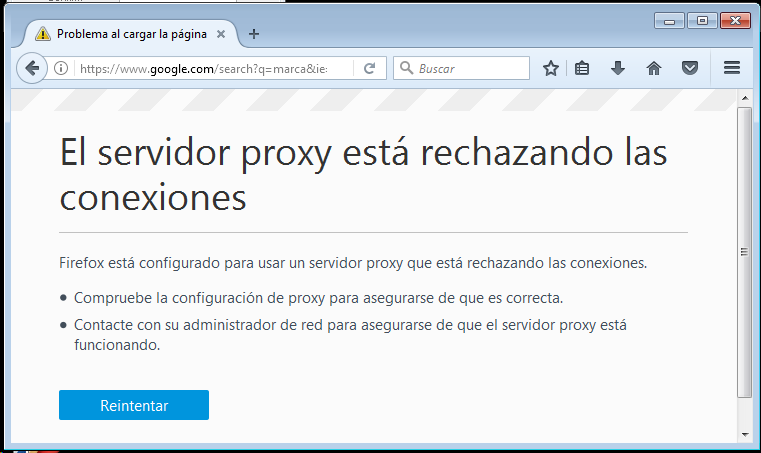 Problema al cargar la página
https://www.google.com/search?q=marca&ie=
Buscar
El servidor proxy está rechazando las
conexiones
Firefox está configurado para usar un servidor proxy que está rechazando las conexiones.
• Compruebe la configuración de proxy para asegurarse de que es correcta.
• Contacte con su administrador de red para asegurarse de que el servidor proxy está
funcionando.
Reintentar